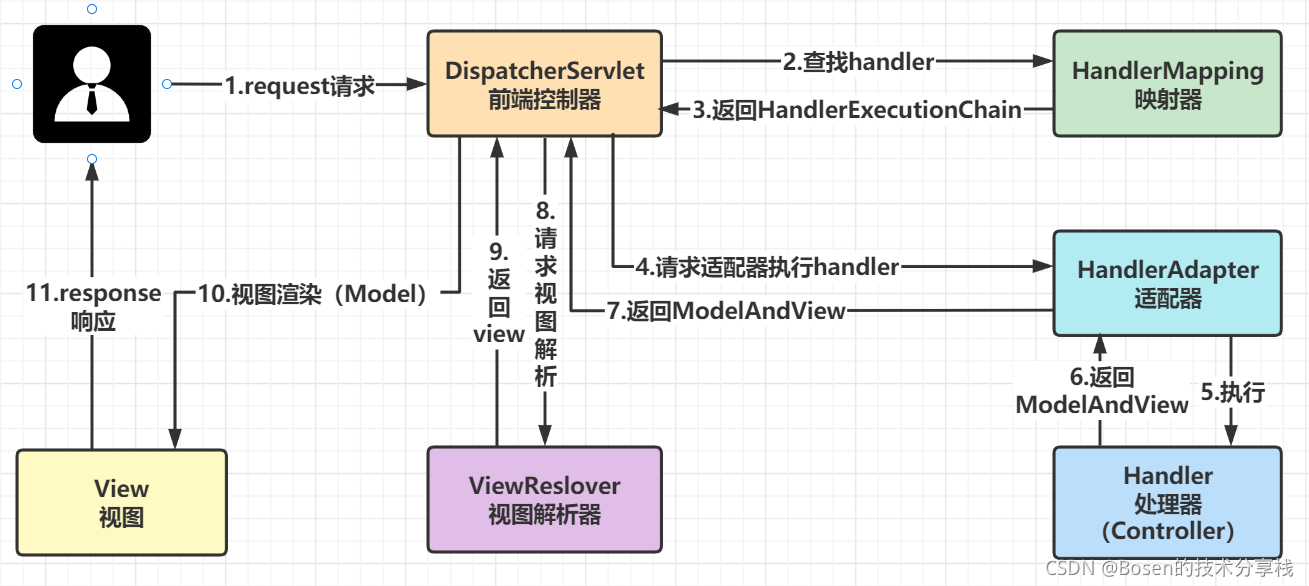 1.request请求
DispatcherServlet
前端控制器
2.查找handler
3.返回HandlerExecutionChain
HandlerMapping
映射器
4.请求适配器执行handler
7.返回ModelAndView
HandlerAdapter
适配器
8.
请
求
视
图
解
析
9.
返
回
view
10.视图渲染（Model）
11.response
响应
6.返回
ModelAndView
5.执行
View
视图
ViewReslover
视图解析器
Handler
处理器
（Controller）
CSDN @Bosen的技术分享栈